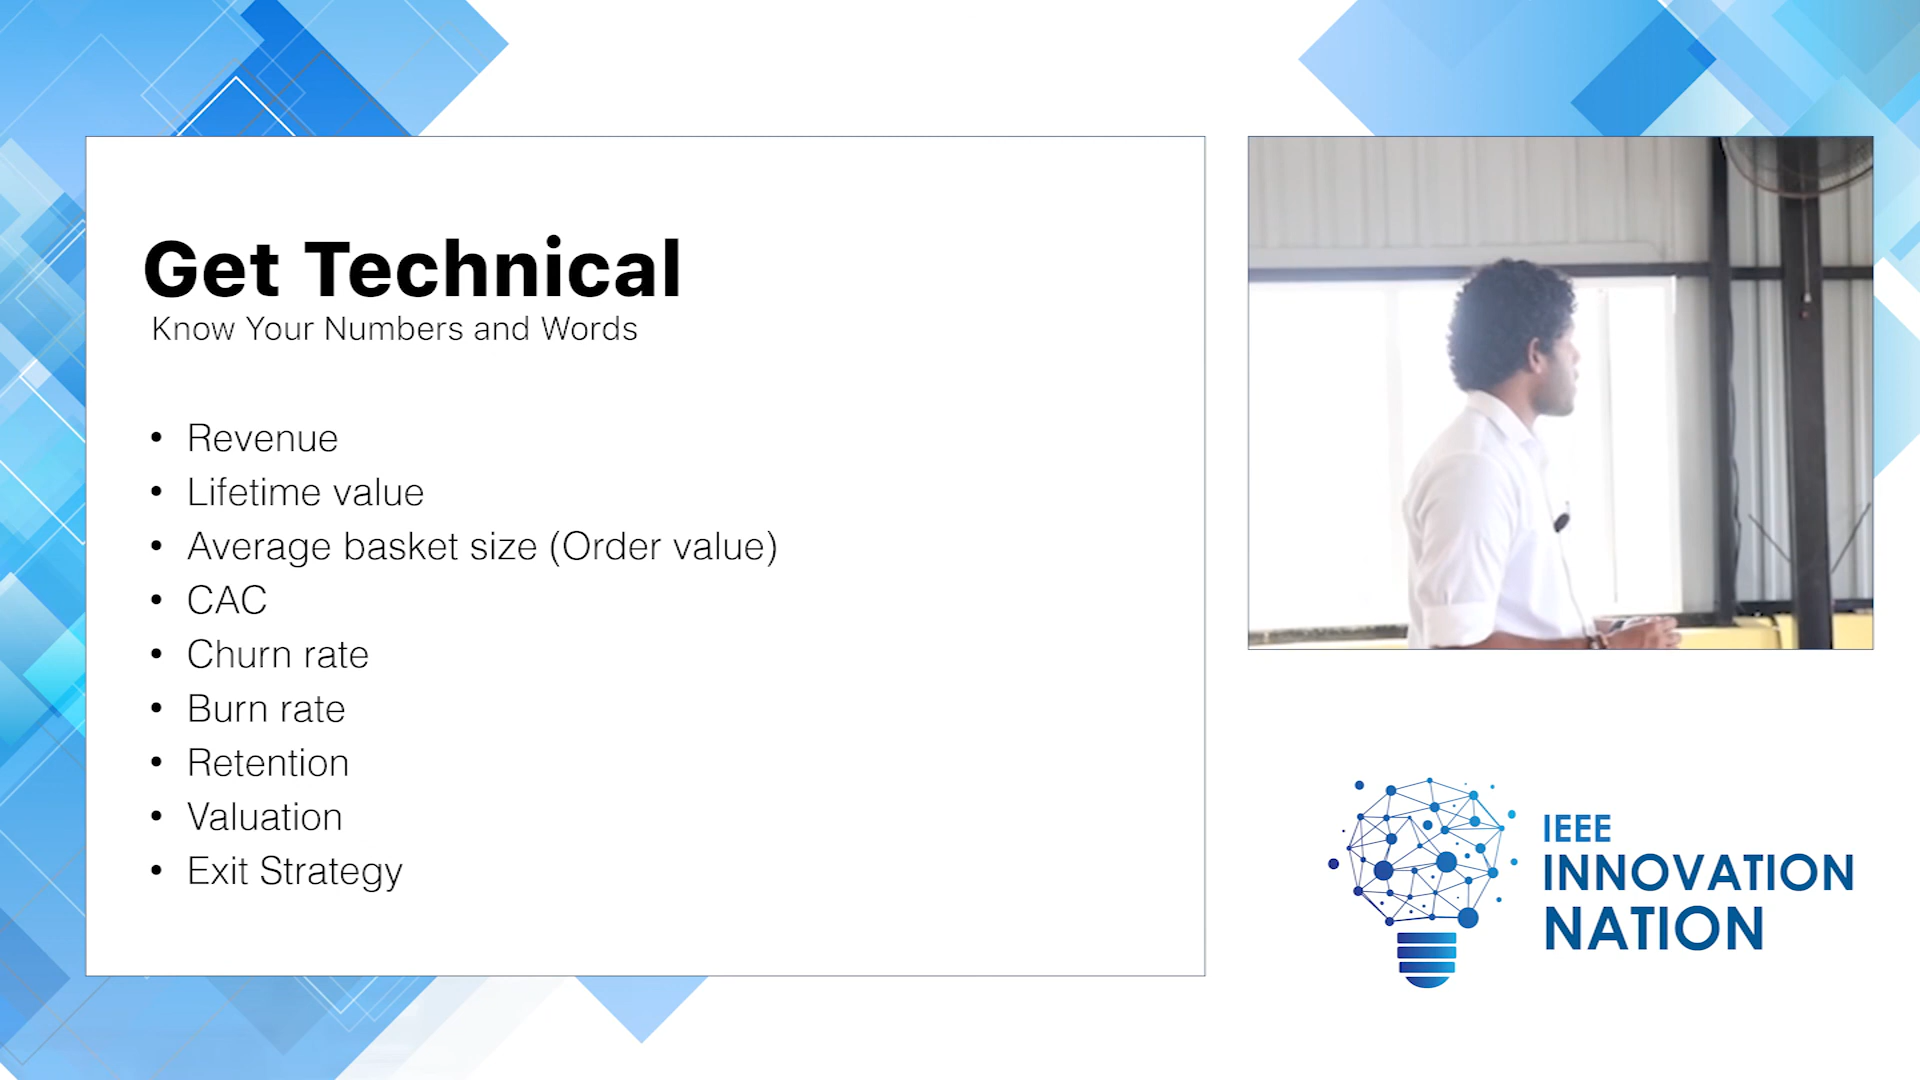 Get Technical
Know Your Numbers and Words
• Revenue
• Lifetime value
• Average basket size (Order value)
• CAC
• Churn rate
• Burn rate
• Retention
• Valuation
• Exit Strategy
IEEE
INNOVATION
NATION